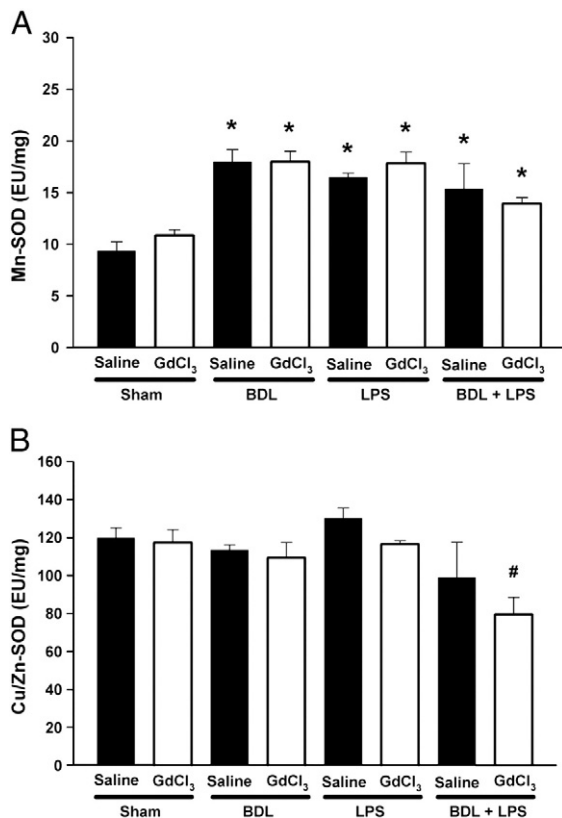 A
30
25
20
15
10
5
0
Mn-SOD (EU/mg)
* * * * * *
Saline GdCl₃ Saline GdCl₃ Saline GdCl₃ Saline GdCl₃
Sham BDL LPS BDL + LPS
B
160
140
120
100
80
60
40
20
0
Cu/Zn-SOD (EU/mg)
#
Saline GdCl₃ Saline GdCl₃ Saline GdCl₃ Saline GdCl₃
Sham BDL LPS BDL + LPS